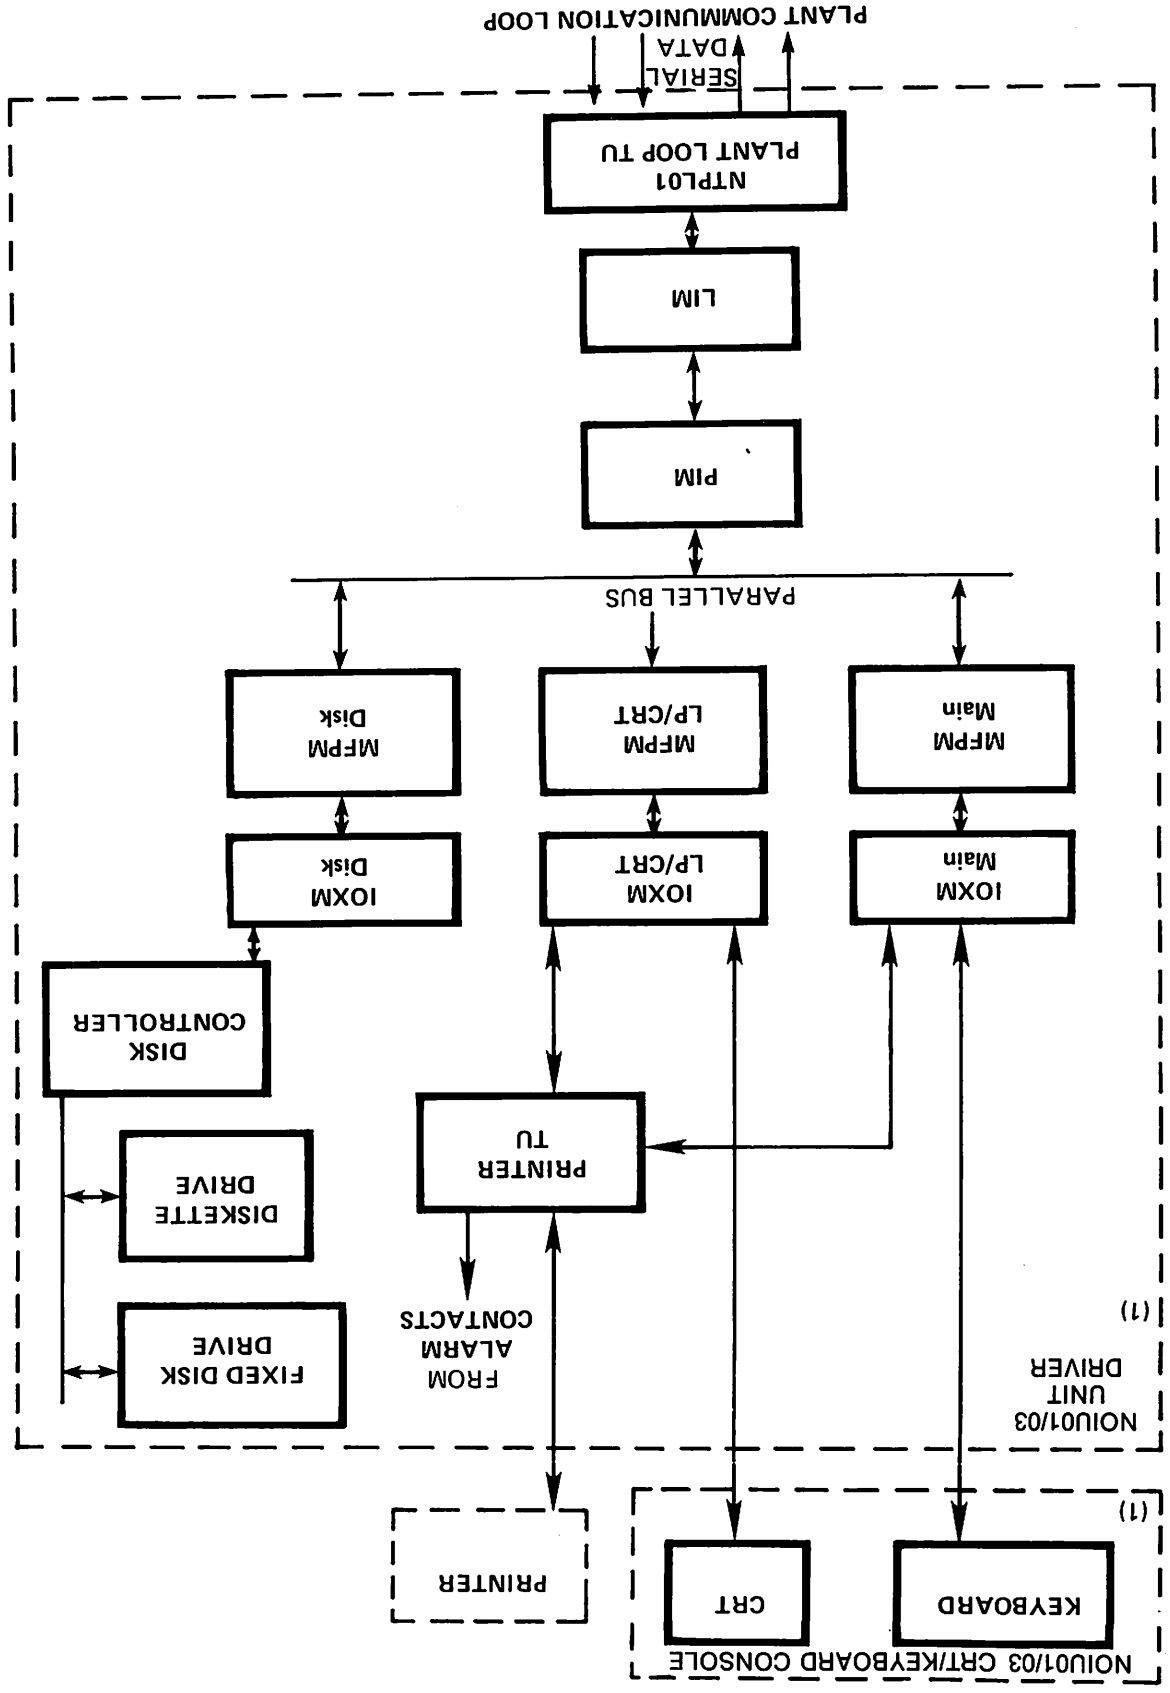 NOIU01/03 CRT/KEYBOARD CONSOLE
KEYBOARD
CRT
(1)
PRINTER
NOIU01/03
UNIT
DRIVER
(1)
FROM
ALARM
CONTACTS
FIXED DISK
DRIVE
DISKETTE
DRIVE
PRINTER
TU
DISK
CONTROLLER
IOXM
Main
IOXM
LP/CRT
IOXM
Disk
MFPM
Main
MFPM
LP/CRT
MFPM
Disk
PARALLEL BUS
PIM
LIM
NTPL01
PLANT LOOP TU
SERIAL
DATA
PLANT COMMUNICATION LOOP